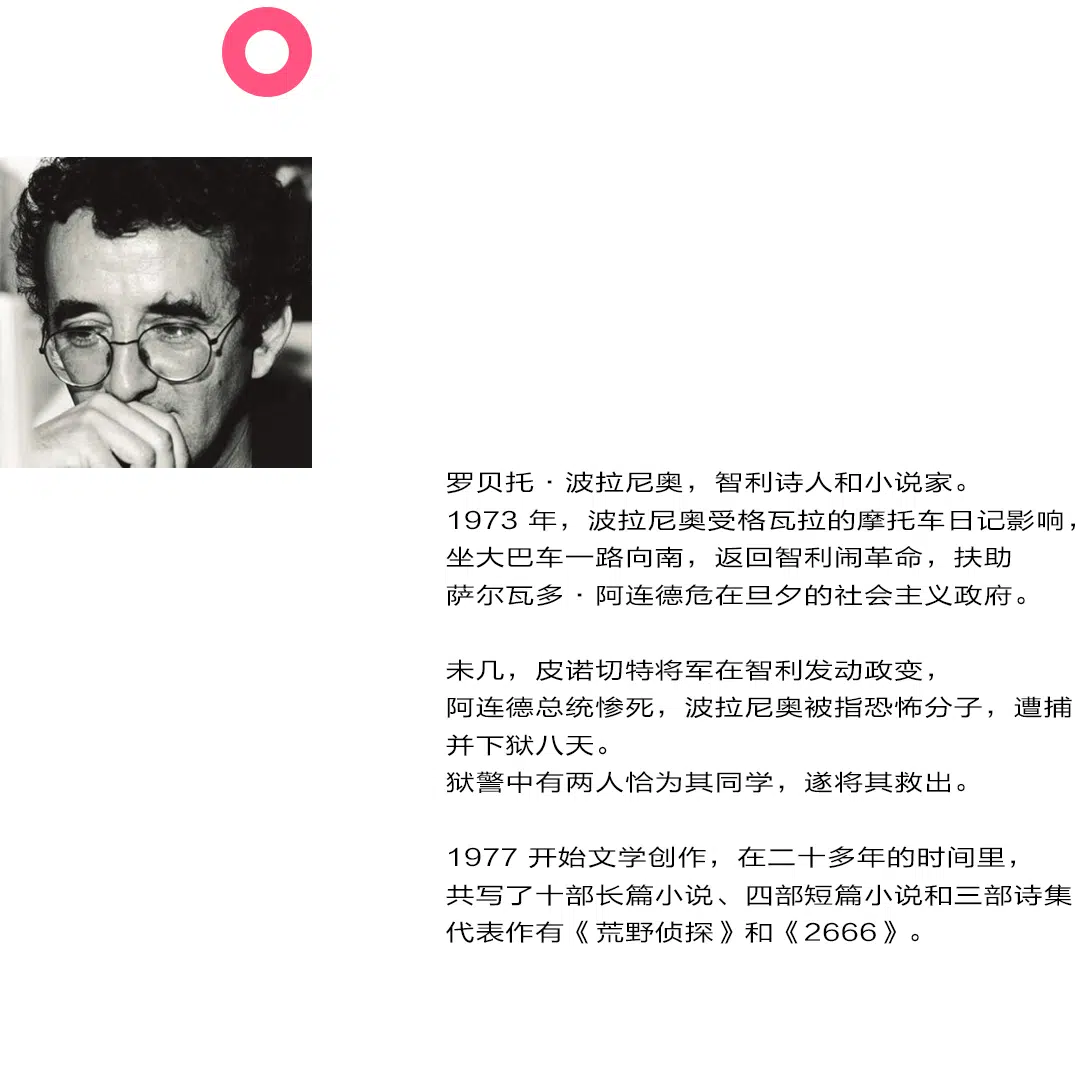 罗贝托·波拉尼奥，智利诗人和小说家。
1973 年，波拉尼奥受格瓦拉的摩托车日记影响，
坐大巴车一路向南，返回智利闹革命，扶助
萨尔瓦多·阿连德危在旦夕的社会主义政府。
未几，皮诺切特将军在智利发动政变，
阿连德总统惨死，波拉尼奥被指恐怖分子，遭捕
并下狱八天。
狱警中有两人恰为其同学，遂将其救出。
1977 开始文学创作，在二十多年的时间里，
共写了十部长篇小说、四部短篇小说和三部诗集
代表作有《荒野侦探》和《2666》。